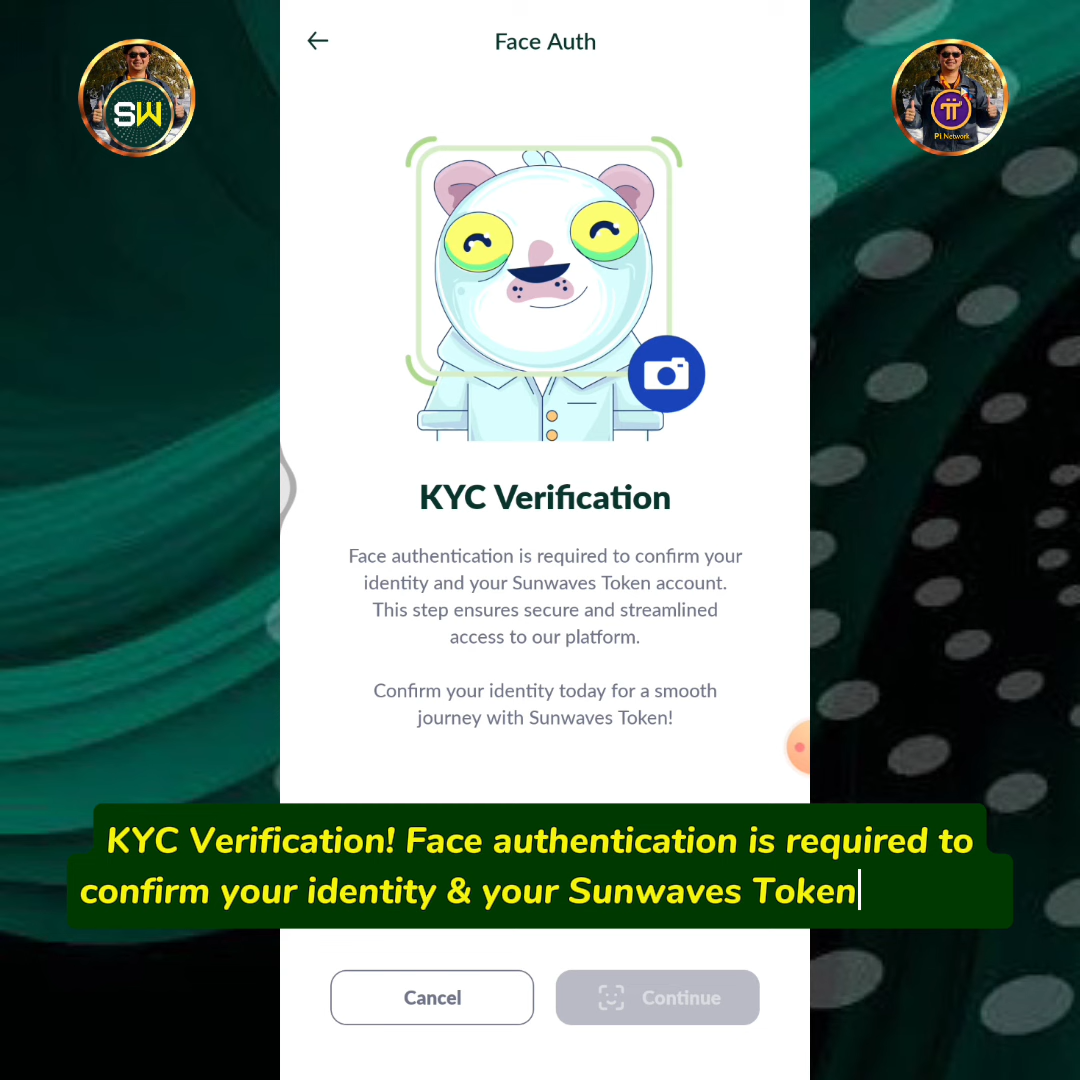 Face Auth
SW
Pi Network
KYC Verification
Face authentication is required to confirm your
identity and your Sunwaves Token account.
This step ensures secure and streamlined
access to our platform.
Confirm your identity today for a smooth
journey with Sunwaves Token!
KYC Verification! Face authentication is required to
confirm your identity & your Sunwaves Token
Cancel
Continue